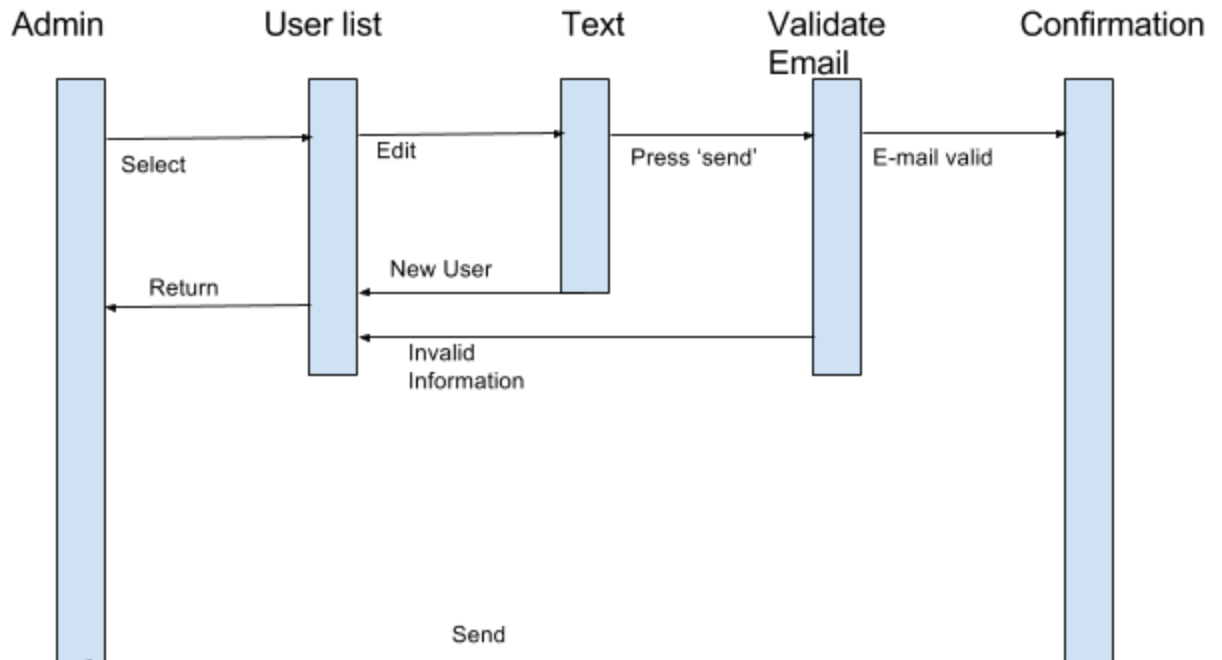 Admin
User list
Text
Validate
Email
Confirmation
Select
Edit
Press ‘send’
E-mail valid
New User
Return
Invalid
Information
Send